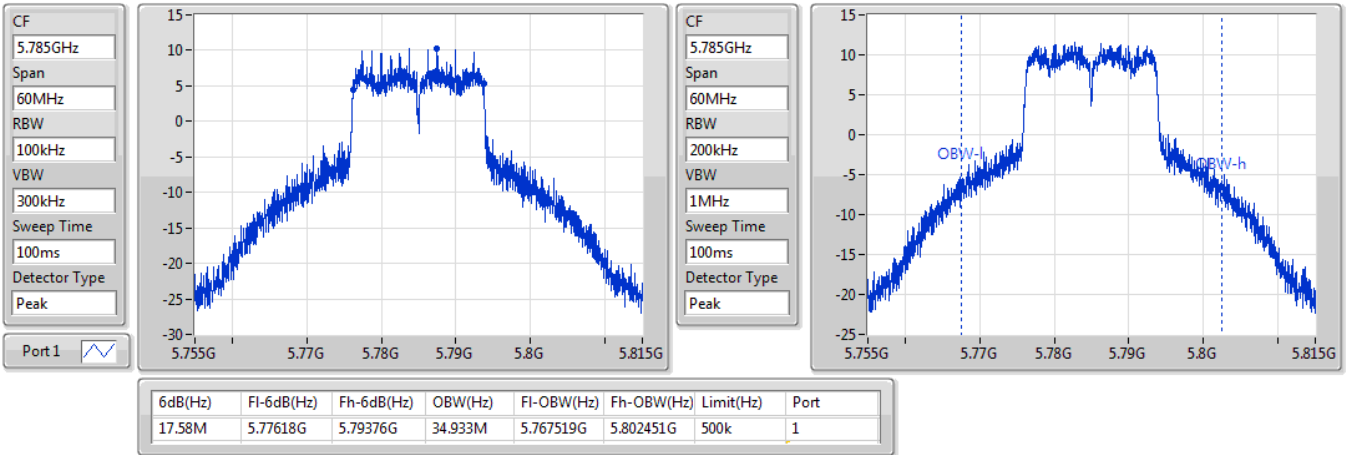 CF
5.785GHz
Span
60MHz
RBW
100kHz
VBW
300kHz
Sweep Time
100ms
Detector Type
Peak
Port 1
15
10
5
0
-5
-10
-15
-20
-25
-30
5.755G 5.77G 5.78G 5.79G 5.8G 5.815G
CF
5.785GHz
Span
60MHz
RBW
200kHz
VBW
1MHz
Sweep Time
100ms
Detector Type
Peak
15
10
5
0
-5
-10
-15
-20
-25
OBW-l
OBW-h
5.755G 5.77G 5.78G 5.79G 5.8G 5.815G
6dB(Hz) Fl-6dB(Hz) Fh-6dB(Hz) OBW(Hz) Fl-OBW(Hz) Fh-OBW(Hz) Limit(Hz) Port
17.58M 5.77618G 5.79376G 34.933M 5.767519G 5.802451G 500k 1